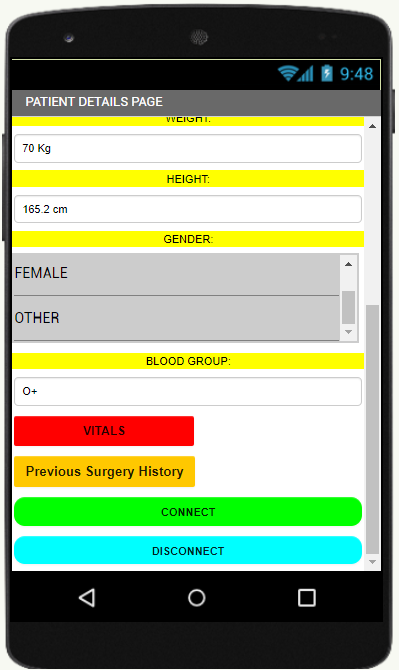 9:48
PATIENT DETAILS PAGE
WEIGHT:
70 Kg
HEIGHT:
165.2 cm
GENDER:
FEMALE
OTHER
BLOOD GROUP:
O+
VITALS
Previous Surgery History
CONNECT
DISCONNECT